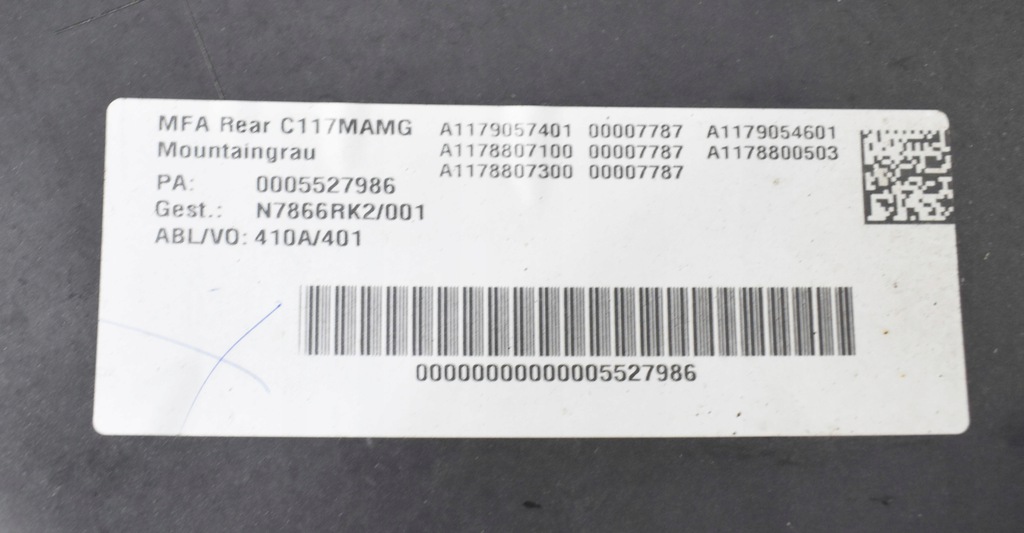 MFA Rear C117MAMG A1179057401 00007787 A1179054601
Mountaingrau A1178807100 00007787 A1178800503
A1178807300 00007787
PA: 0005527986
Gest.: N7866RK2/001
ABL/VO: 410A/401
00000000000005527986